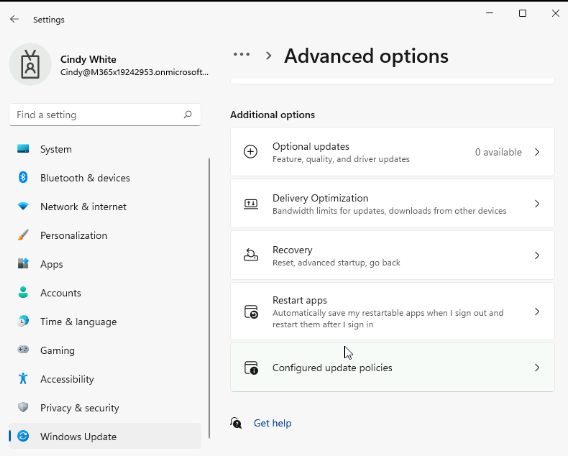 Settings
Cindy White
Cindy@M365x19242953.onmicrosoft...
Find a setting
System
Bluetooth & devices
Network & internet
Personalization
Apps
Accounts
Time & language
Gaming
Accessibility
Privacy & security
Windows Update
... > Advanced options
Additional options
Optional updates
Feature, quality, and driver updates
0 available
Delivery Optimization
Bandwidth limits for updates, downloads from other devices
Recovery
Reset, advanced startup, go back
Restart apps
Automatically save my restartable apps when I sign out and
restart them after I sign in
Configured update policies
Get help